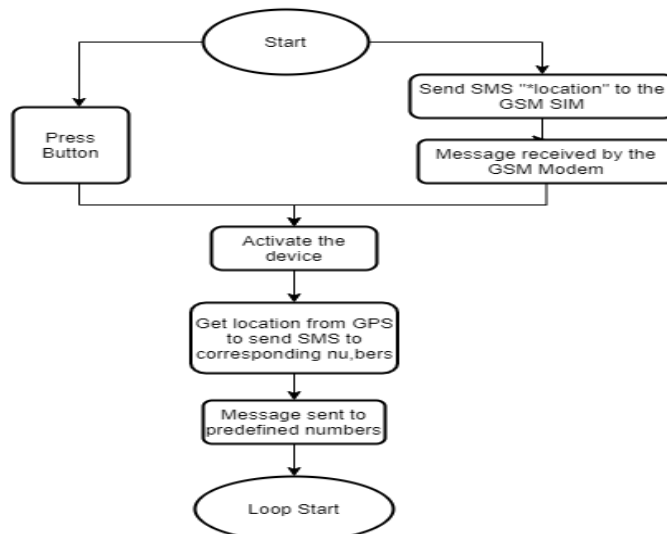 Start
Send SMS "*location" to the
GSM SIM
Press
Button
Message received by the
GSM Modem
Activate the
device
Get location from GPS
to send SMS to
corresponding nu,bers
Message sent to
predefined numbers
Loop Start